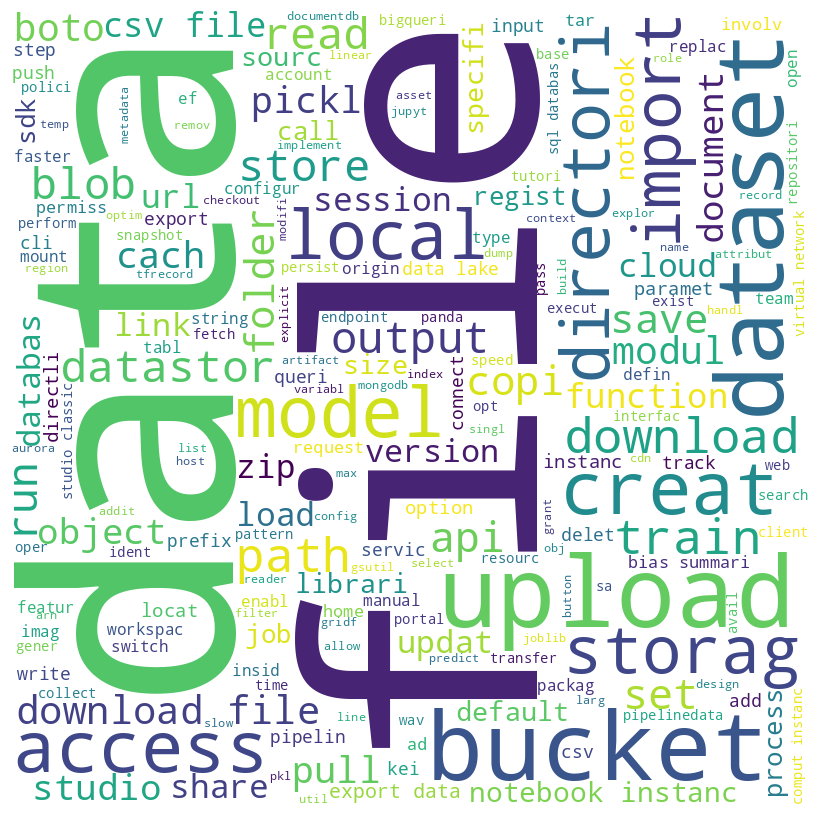 data
file
dataset
upload
bucket
model
local
creat
access
storag
directori
import
download
train
path
output
datastor
download file
read
store
blob
folder
run databas
boto
csv file
sourc
input
specifi
documentdb
bigqueri
linear
account
step
push
polici
sdk
temp
faster
metadata
ef
remov
pickl
call
implement
asset
jupyt
tar
base
sql databas
replac
involv
role
open
notebook
document
repositori
tutori
record
url
configur
checkout
session
regist
permiss
perform
optim
export
modifi
snapshot
type
context
explor
name
attribut
virtual network
cli
mount
region
cach
tfrecord
persist
origin
data lake
dump
pass
build
cloud
paramet
exist
team
handl
link
string
fetch
explicit
endpoint
panda
execut
save
modul
tabl
directli
artifact
size
index
speed
queri
variabl
mongodb
connect
opt
copi
defin
function
interfac
studio classic
aurora
list
host
singl
request
version
zip
instanc
track
cdn
web
search
object
addit
oper
ident
prefix
load
max
config
pattern
option
grant
obj
delet
client
api
servic
gsutil
select
resourc
bias summari
featur
arn
imag
gener
locat
reader
enabl
filter
librari
home
manual
gridf
portal
allow
job
updat
joblib
button
sa
avail
workspac
switch
write
collect
insid
time
predict
transfer
packag
larg
design
set
add
process
comput instanc
slow
line
wav
default
pipelinedata
pipelin
ad
kei
csv
studio
share
pkl
pull
util
export data
notebook instanc